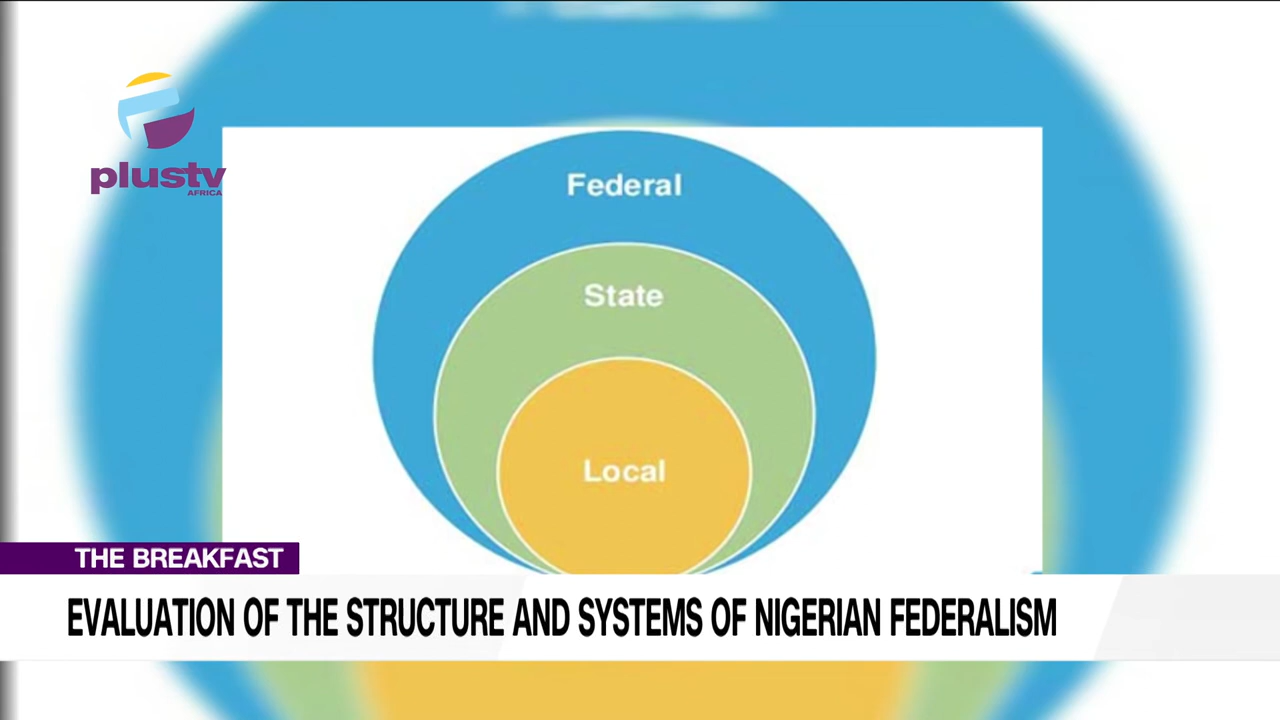 plustv
AFRICA
Federal
State
Local
THE BREAKFAST
EVALUATION OF THE STRUCTURE AND SYSTEMS OF NIGERIAN FEDERALISM